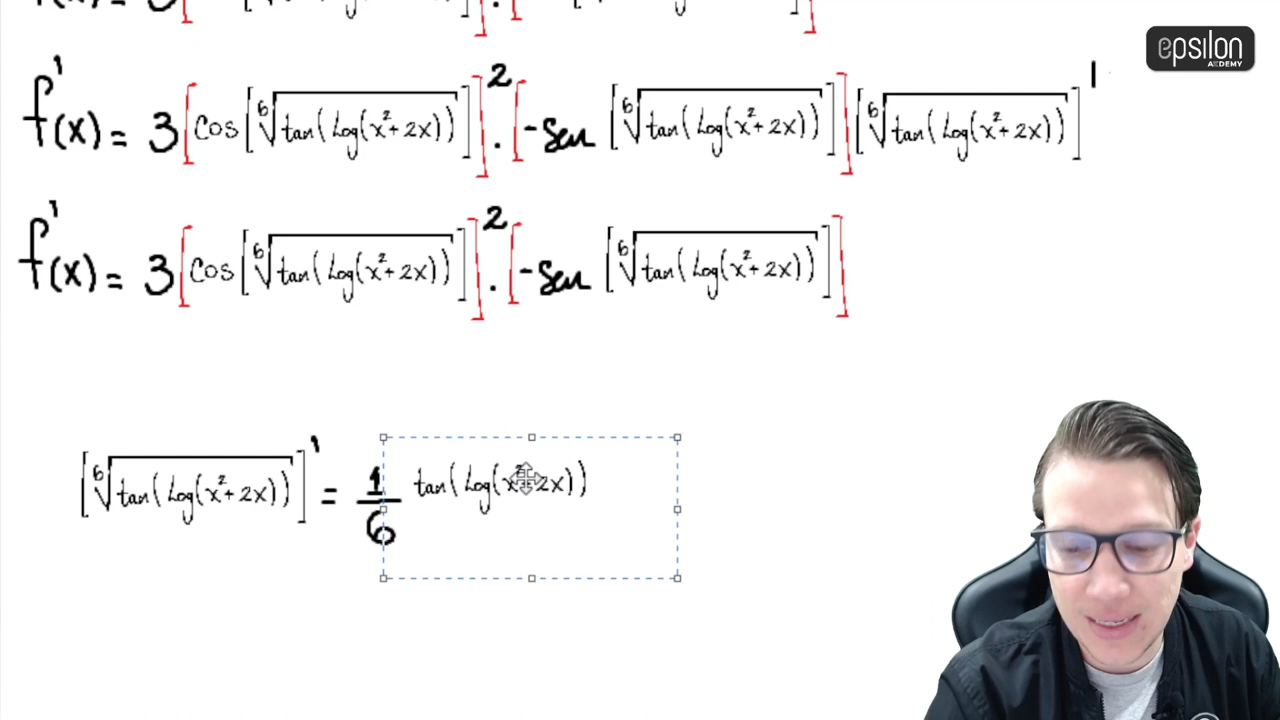 epsilon
ACADEMY
f'(x) = 3[cos[⁶√tan(Log(x²+2x))]]² · [-sen[⁶√tan(Log(x²+2x))]][⁶√tan(Log(x²+2x))]'
f'(x) = 3[cos[⁶√tan(Log(x²+2x))]]² · [-sen[⁶√tan(Log(x²+2x))]]
[⁶√tan(Log(x²+2x))]' = 1/6 tan(Log(x²+2x))